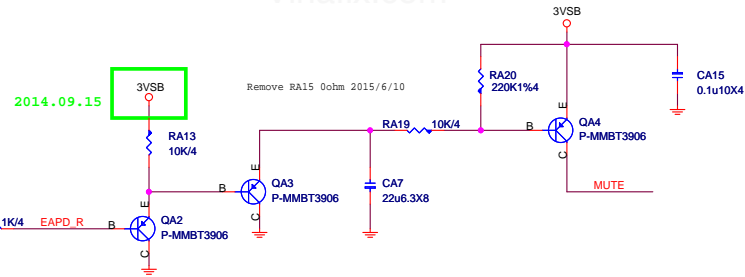 3VSB
3VSB
2014.09.15
Remove RA15 0ohm 2015/6/10
RA20
220K1%4
CA15
0.1u10X4
RA13
10K/4
RA19
10K/4
E
B
QA4
P-MMBT3906
C
E
B
QA3
P-MMBT3906
C
CA7
22u6.3X8
MUTE
E
1K/4
EAPD_R
B
QA2
P-MMBT3906
C